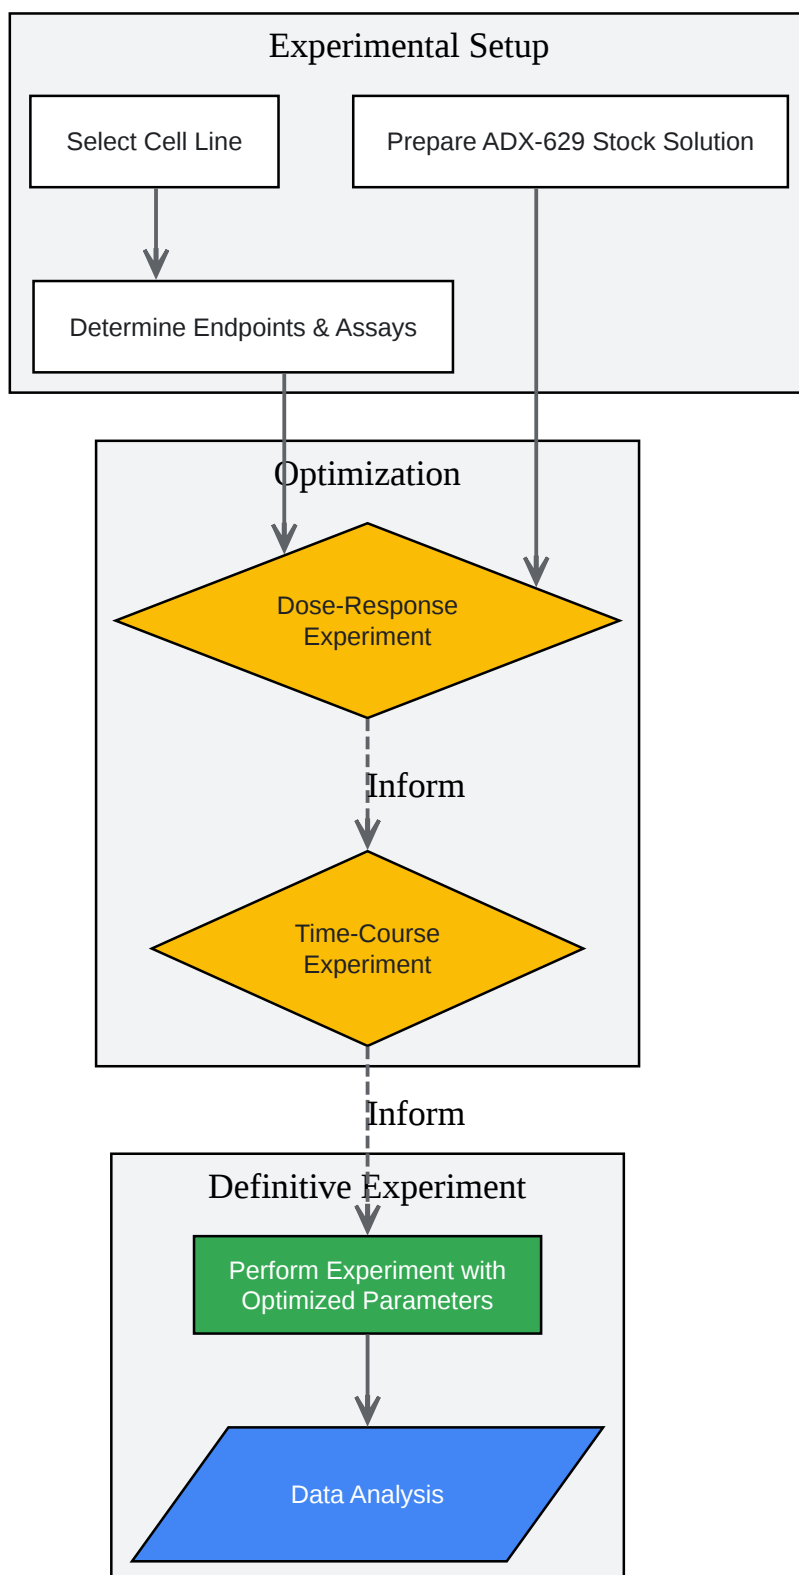 Experimental Setup
Select Cell Line
Prepare ADX-629 Stock Solution
Determine Endpoints & Assays
Optimization
Dose-Response
Experiment
Inform
Time-Course
Experiment
Inform
Definitive Experiment
Perform Experiment with
Optimized Parameters
Data Analysis